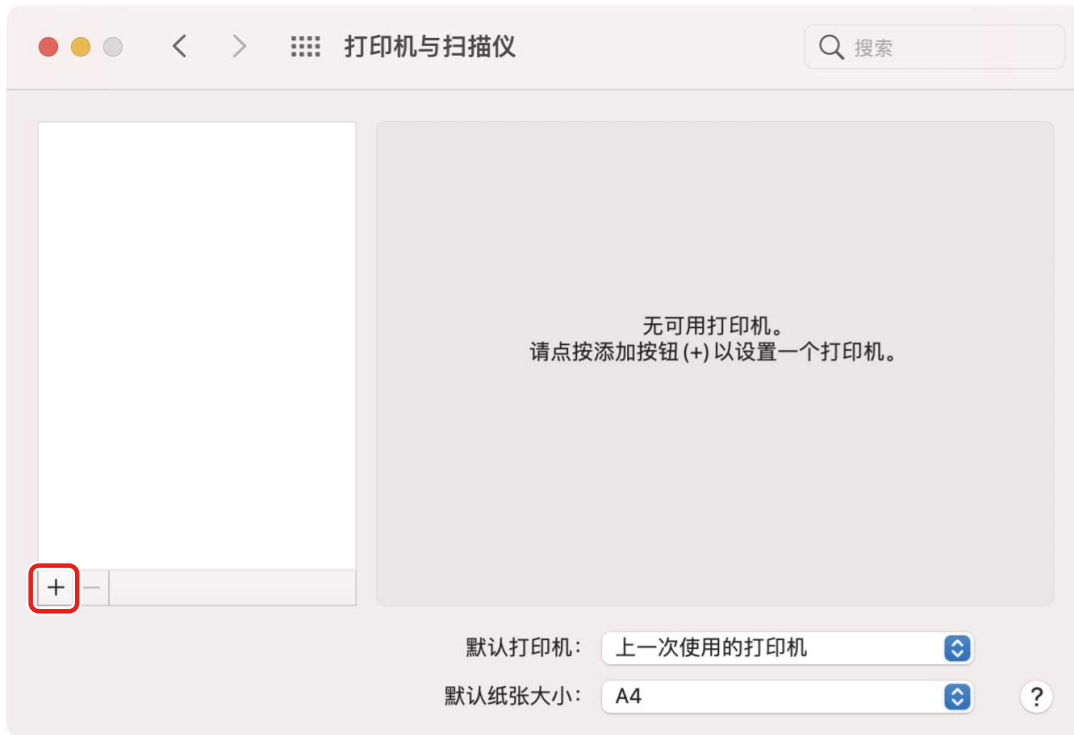 打印机与扫描仪
搜索
无可用打印机。
请点按添加按钮(+)以设置一个打印机。
+
−
默认打印机: 上一次使用的打印机
默认纸张大小: A4
?